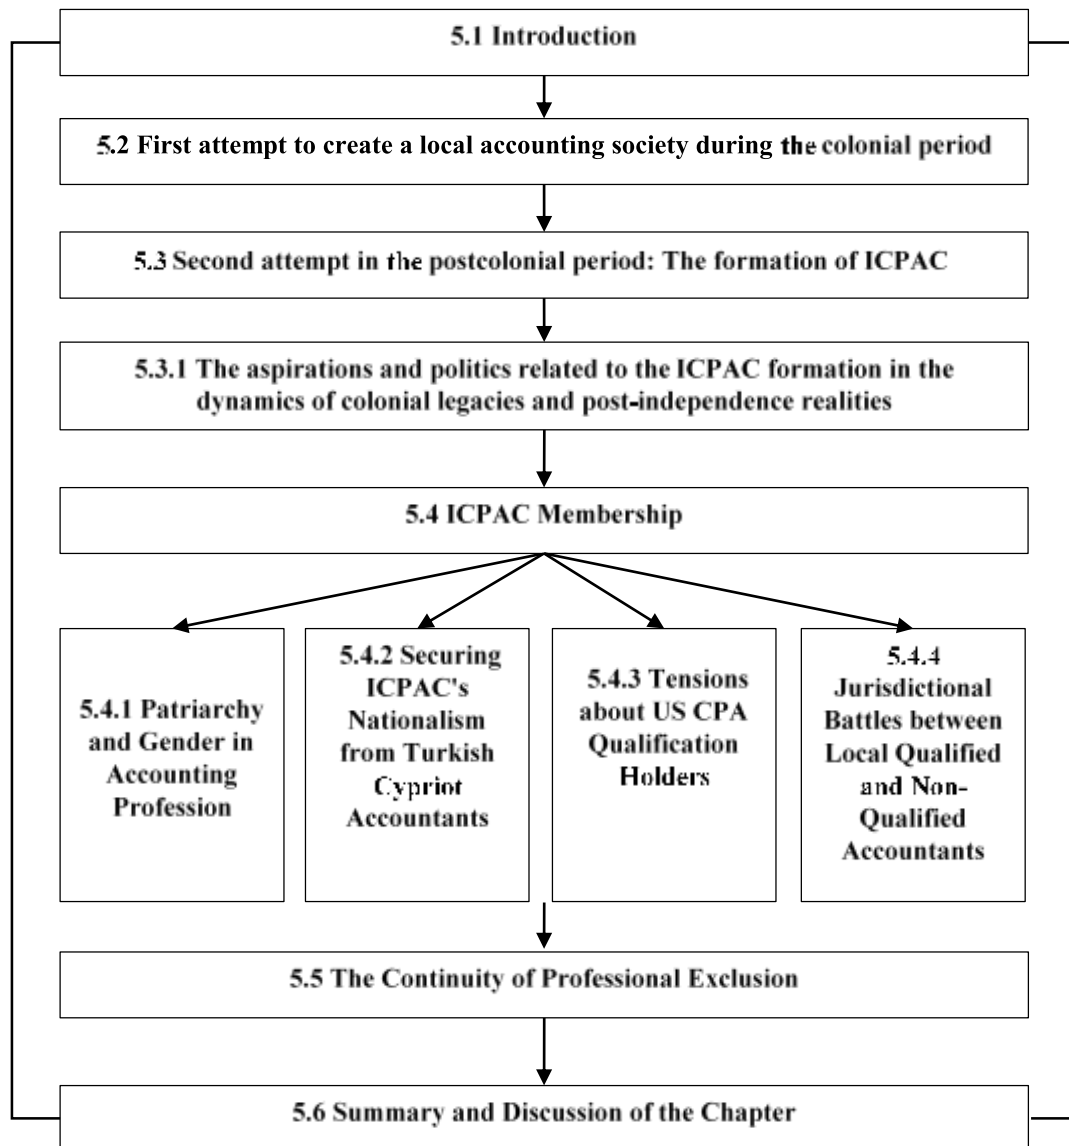 5.1 Introduction
5.2 First attempt to create a local accounting society during the colonial period
5.3 Second attempt in the postcolonial period: The formation of ICPAC
5.3.1 The aspirations and politics related to the ICPAC formation in the
dynamics of colonial legacies and post-independence realities
5.4 ICPAC Membership
5.4.1 Patriarchy
and Gender in
Accounting
Profession
5.4.2 Securing
ICPAC's
Nationalism
from Turkish
Cypriot
Accountants
5.4.3 Tensions
about US CPA
Qualification
Holders
5.4.4
Jurisdictional
Battles between
Local Qualified
and Non-
Qualified
Accountants
5.5 The Continuity of Professional Exclusion
5.6 Summary and Discussion of the Chapter